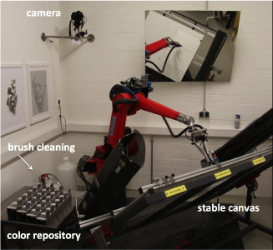 camera
brush cleaning
stable canvas
color repository